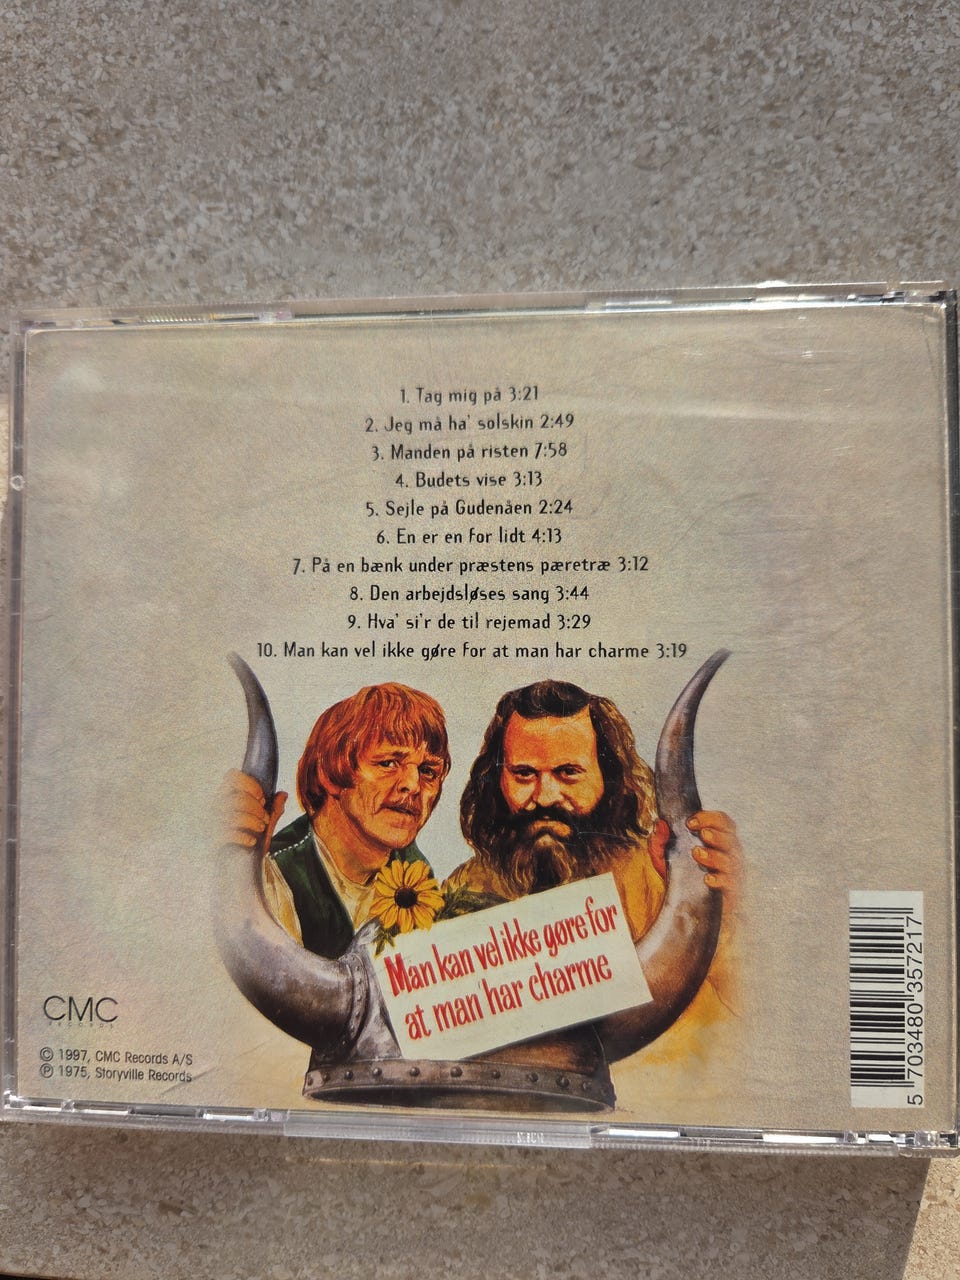 1. Tag mig på 3:21
2. Jeg må ha' solskin 2:49
3. Manden på risten 7:58
4. Budets vise 3:13
5. Sejle på Gudenåen 2:24
6. En er en for lidt 4:13
7. På en bænk under præstens pæretræ 3:12
8. Den arbejdsløses sang 3:44
9. Hva' si'r de til rejemad 3:29
10. Man kan vel ikke gøre for at man har charme 3:19
Man kan vel ikke gøre for
at man har charme
CMC
RECORDS
© 1997, CMC Records A/S
℗ 1975, Storyville Records
5 703480 357217